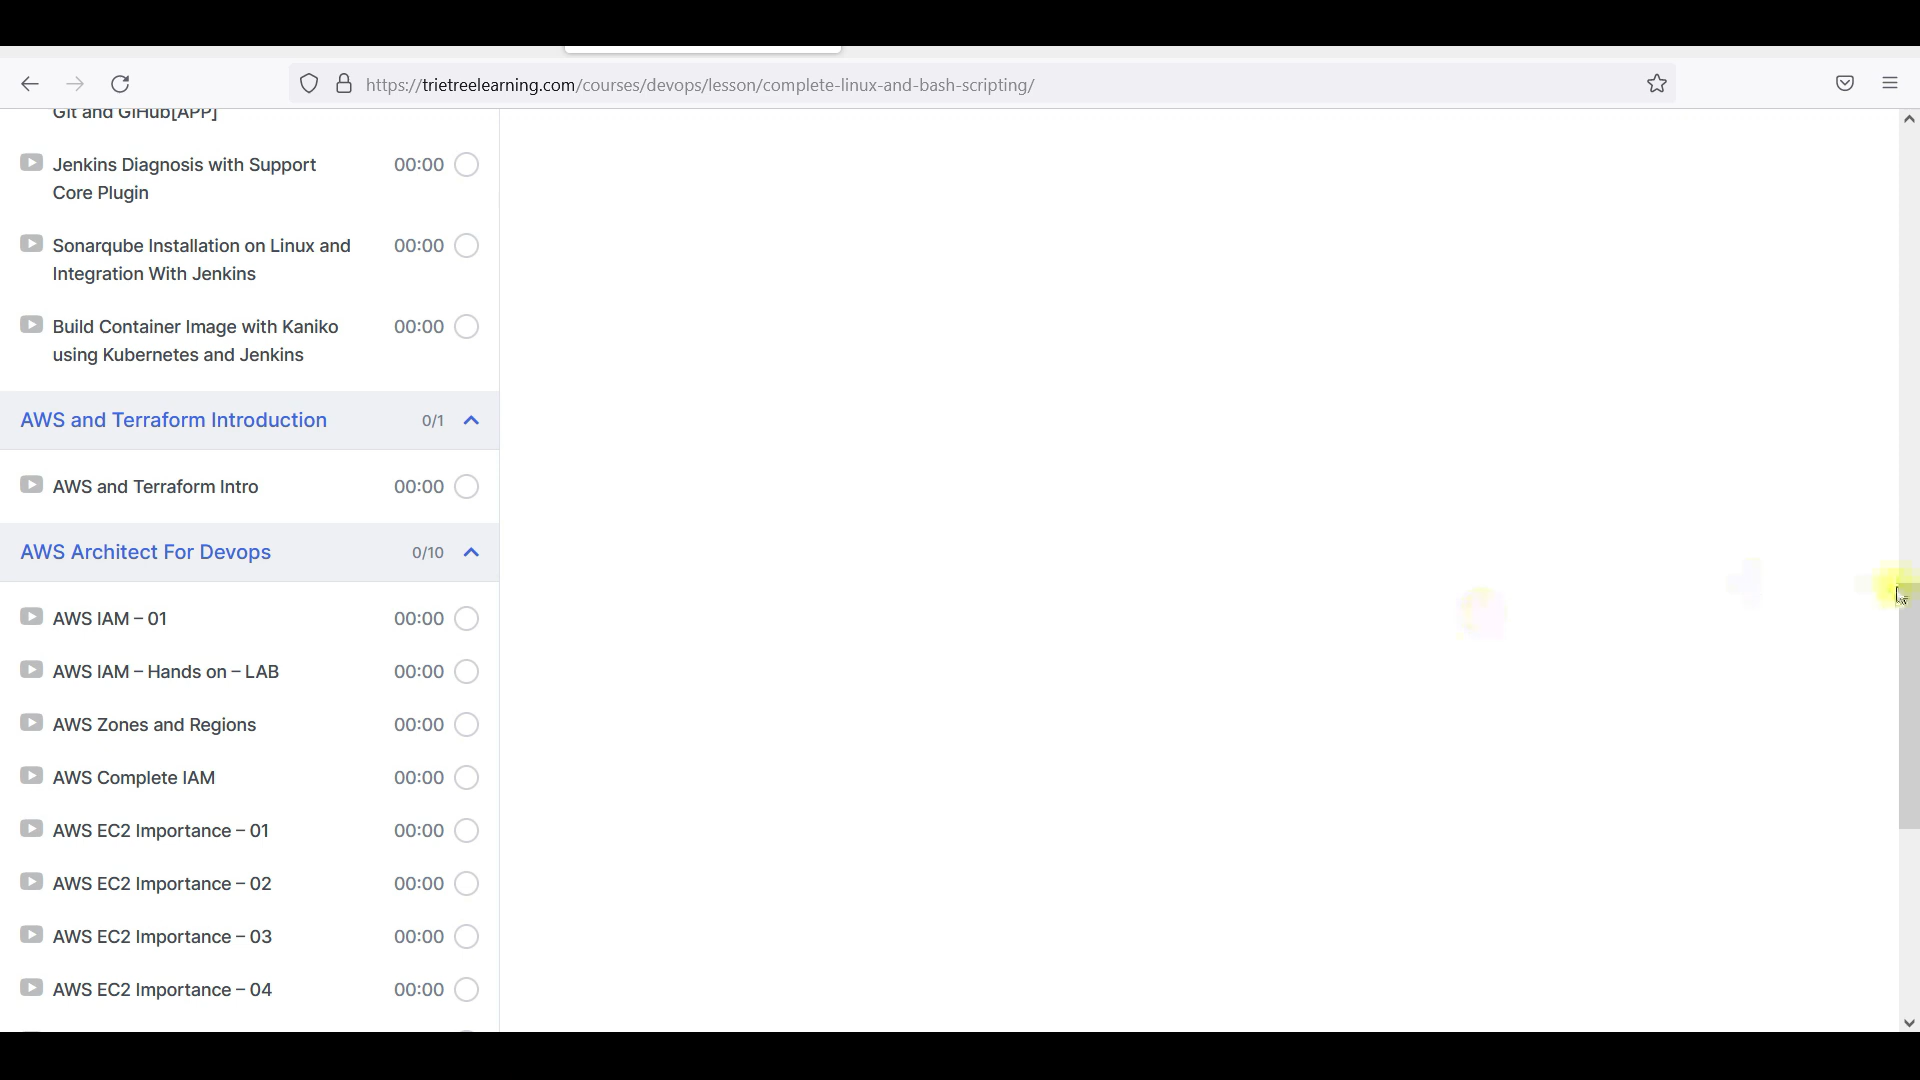 https://trietreelearning.com/courses/devops/lesson/complete-linux-and-bash-scripting/
Git and GiHub[APP]
Jenkins Diagnosis with Support 00:00
Core Plugin
Sonarqube Installation on Linux and 00:00
Integration With Jenkins
Build Container Image with Kaniko 00:00
using Kubernetes and Jenkins
AWS and Terraform Introduction 0/1
AWS and Terraform Intro 00:00
AWS Architect For Devops 0/10
AWS IAM – 01 00:00
AWS IAM – Hands on – LAB 00:00
AWS Zones and Regions 00:00
AWS Complete IAM 00:00
AWS EC2 Importance – 01 00:00
AWS EC2 Importance – 02 00:00
AWS EC2 Importance – 03 00:00
AWS EC2 Importance – 04 00:00